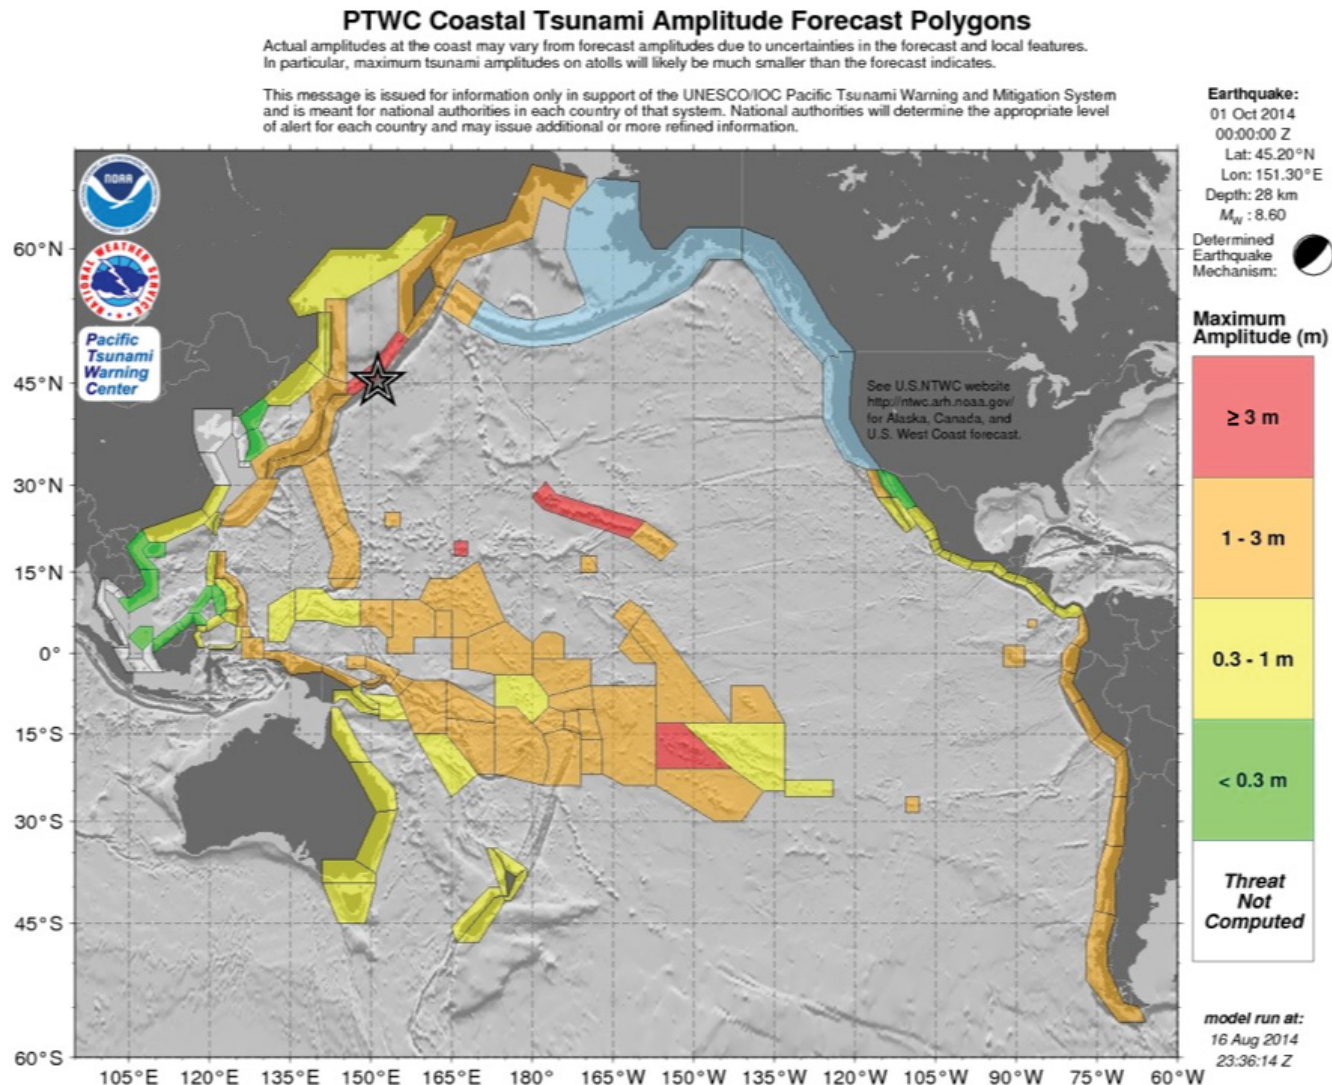 PTWC Coastal Tsunami Amplitude Forecast Polygons
Actual amplitudes at the coast may vary from forecast amplitudes due to uncertainties in the forecast and local features.
In particular, maximum tsunami amplitudes on atolls will likely be much smaller than the forecast indicates.
This message is issued for information only in support of the UNESCO/IOC Pacific Tsunami Warning and Mitigation System
and is meant for national authorities in each country of that system. National authorities will determine the appropriate level
of alert for each country and may issue additional or more refined information.
Earthquake:
01 Oct 2014
00:00:00 Z
Lat: 45.20°N
Lon: 151.30°E
Depth: 28 km
Mw : 8.60
Determined
Earthquake
Mechanism:
NOAA
NATIONAL WEATHER SERVICE
Pacific
Tsunami
Warning
Center
60°N
45°N
30°N
15°N
0°
15°S
30°S
45°S
60°S
See U.S.NTWC website
http://ntwc.arh.noaa.gov/
for Alaska, Canada, and
U.S. West Coast forecast.
Maximum
Amplitude (m)
≥ 3 m
1 - 3 m
0.3 - 1 m
< 0.3 m
Threat
Not
Computed
model run at:
16 Aug 2014
23:36:14 Z
105°E 120°E 135°E 150°E 165°E 180° 165°W 150°W 135°W 120°W 105°W 90°W 75°W 60°W